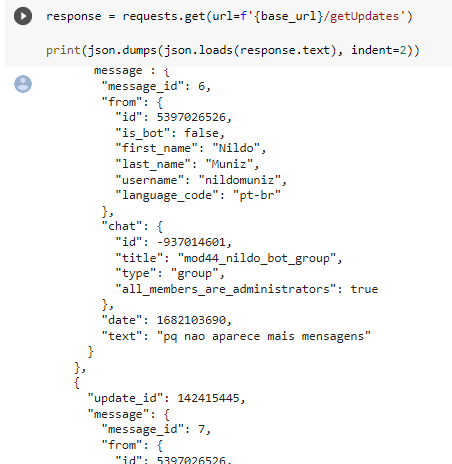 response = requests.get(url=f'{base_url}/getUpdates')
print(json.dumps(json.loads(response.text), indent=2))
message : {
"message_id": 6,
"from": {
"id": 5397026526,
"is_bot": false,
"first_name": "Nildo",
"last_name": "Muniz",
"username": "nildomuniz",
"language_code": "pt-br"
},
"chat": {
"id": -937014601,
"title": "mod44_nildo_bot_group",
"type": "group",
"all_members_are_administrators": true
},
"date": 1682103690,
"text": "pq nao aparece mais mensagens"
}
},
{
"update_id": 142415445,
"message": {
"message_id": 7,
"from": {
"id": 5397026526,